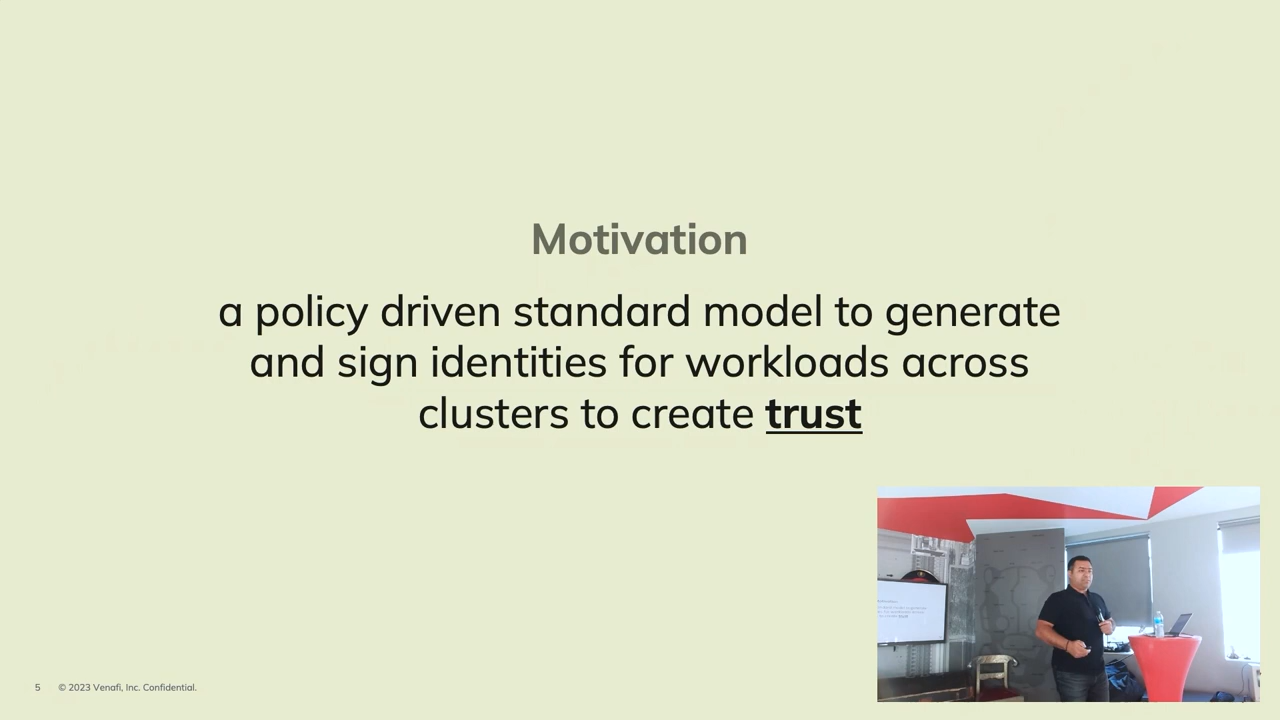 Motivation
a policy driven standard model to generate
and sign identities for workloads across
clusters to create trust
5 © 2023 Venafi, Inc. Confidential.